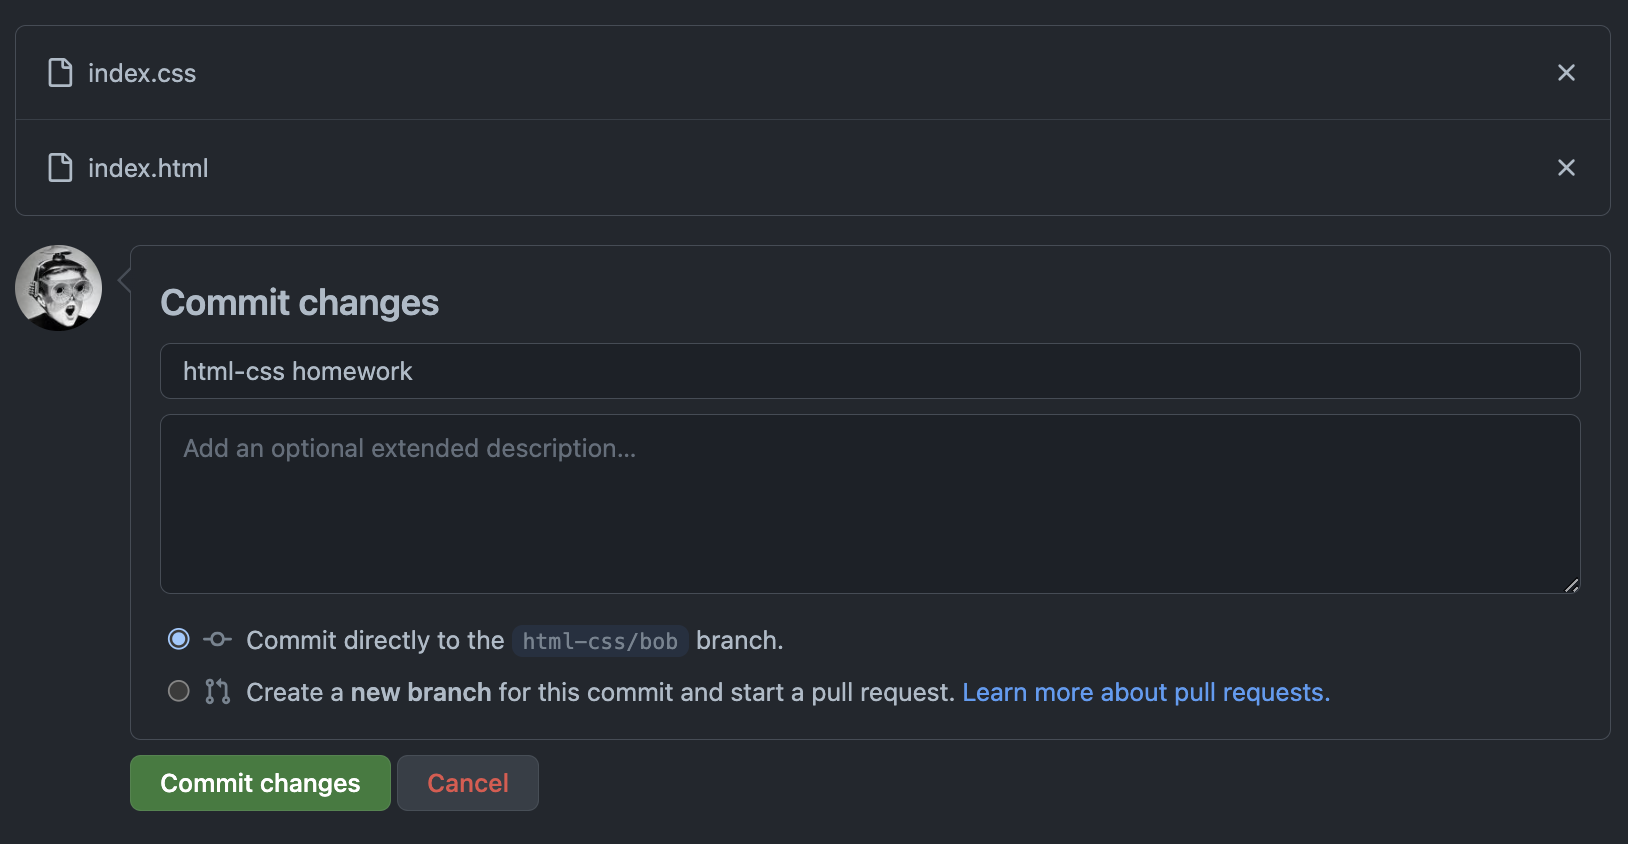 index.css
index.html
Commit changes
html-css homework
Add an optional extended description...
Commit directly to the html-css/bob branch.
Create a new branch for this commit and start a pull request. Learn more about pull requests.
Commit changes Cancel